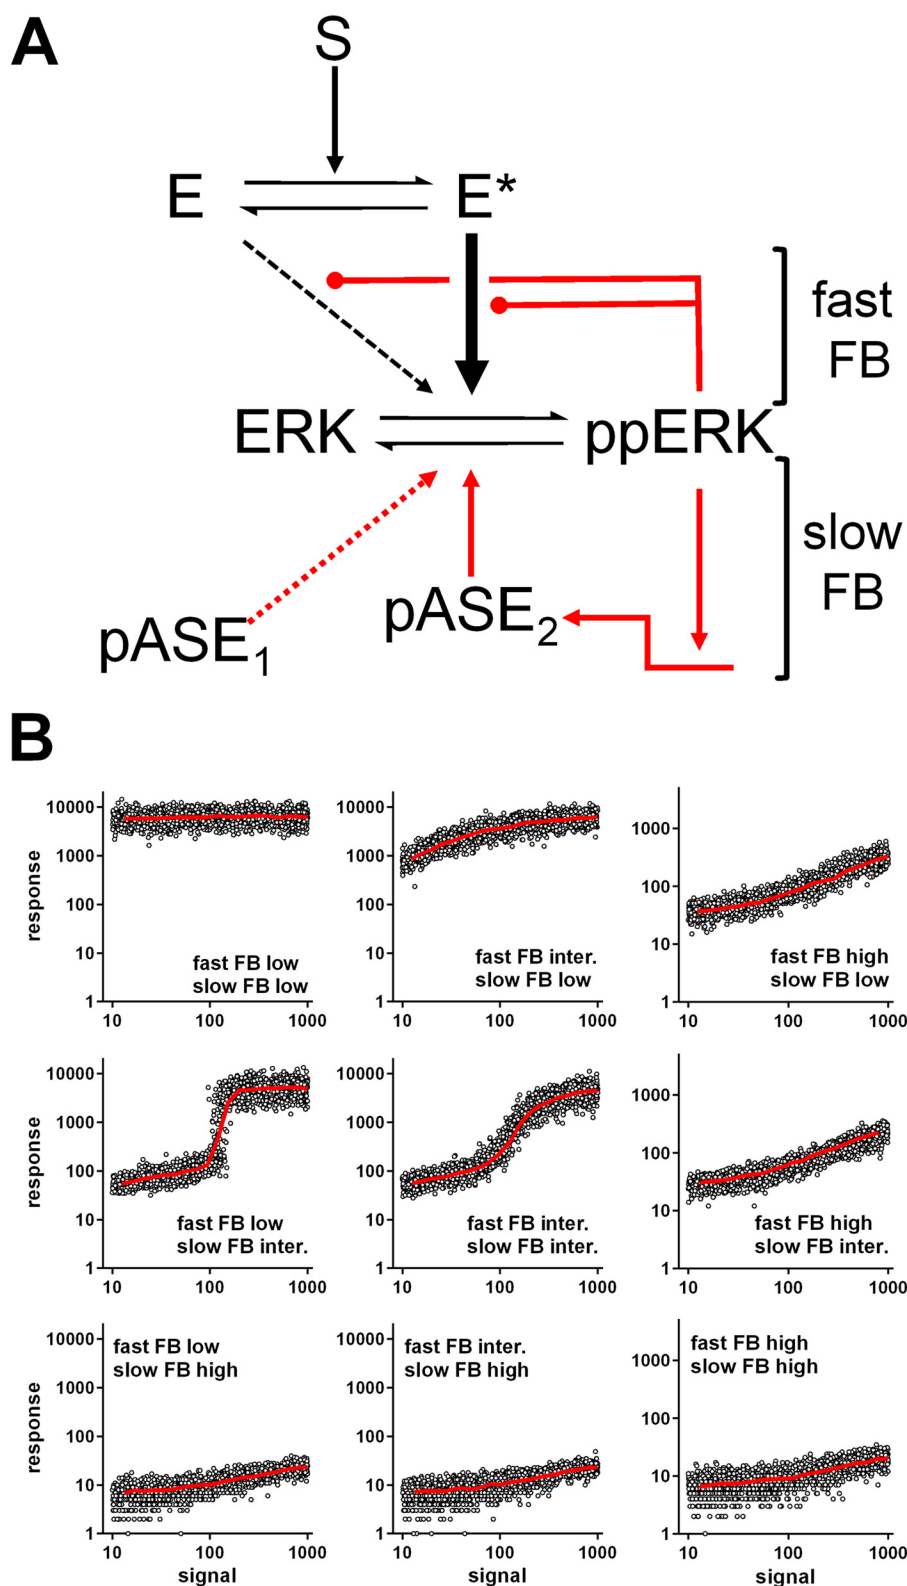 A
S
E
E*
fast
FB
ERK
ppERK
slow
FB
pASE1
pASE2
B
10000
1000
100
10
1
response
fast FB low
slow FB low
10
100
1000
10000
1000
100
10
1
fast FB inter.
slow FB low
10
100
1000
1000
100
10
1
fast FB high
slow FB low
10
100
1000
10000
1000
100
10
1
response
fast FB low
slow FB inter.
10
100
1000
10000
1000
100
10
1
fast FB inter.
slow FB inter.
10
100
1000
1000
100
10
1
fast FB high
slow FB inter.
10
100
1000
10000
1000
100
10
1
response
fast FB low
slow FB high
10
100
1000
signal
10000
1000
100
10
1
fast FB inter.
slow FB high
10
100
1000
signal
1000
100
10
1
fast FB high
slow FB high
10
100
1000
signal